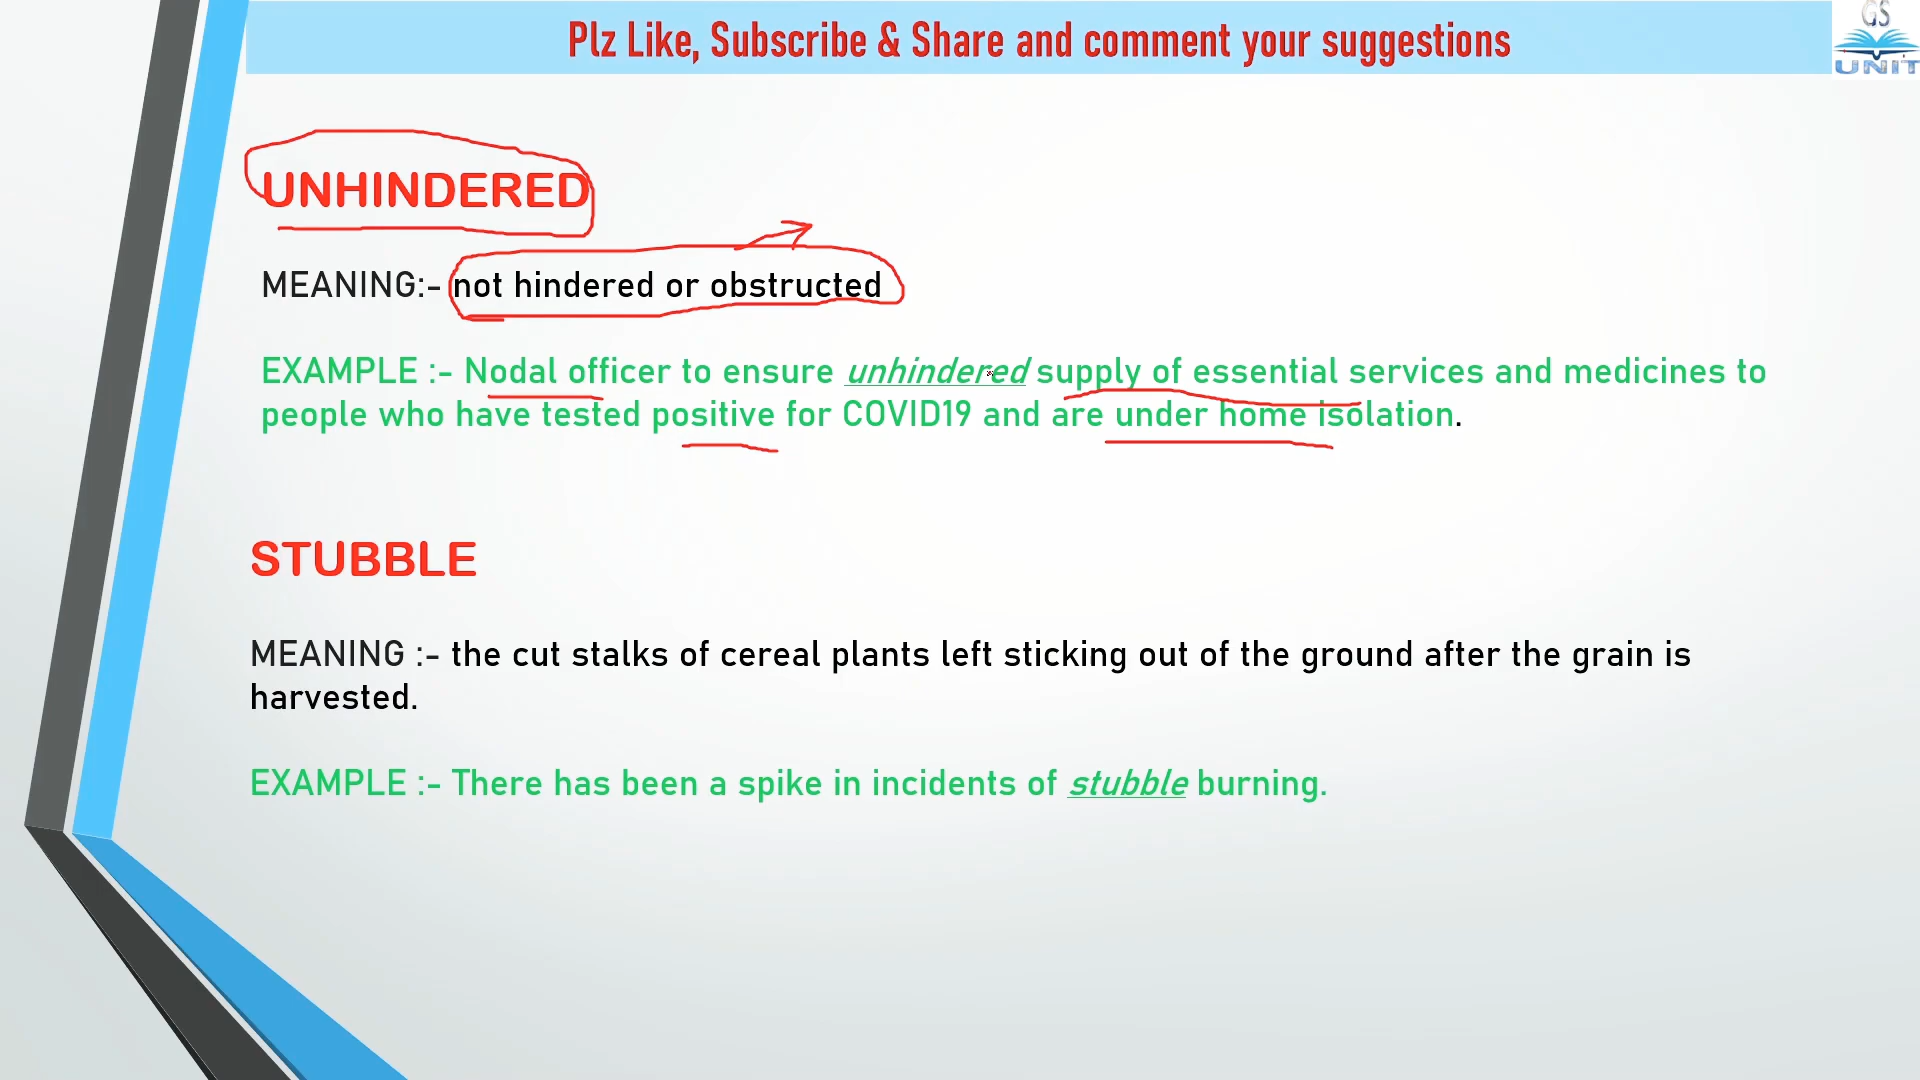 Plz Like, Subscribe & Share and comment your suggestions
GS
UNIT
UNHINDERED
MEANING:- not hindered or obstructed
EXAMPLE :- Nodal officer to ensure unhindered supply of essential services and medicines to
people who have tested positive for COVID19 and are under home isolation.
STUBBLE
MEANING :- the cut stalks of cereal plants left sticking out of the ground after the grain is
harvested.
EXAMPLE :- There has been a spike in incidents of stubble burning.